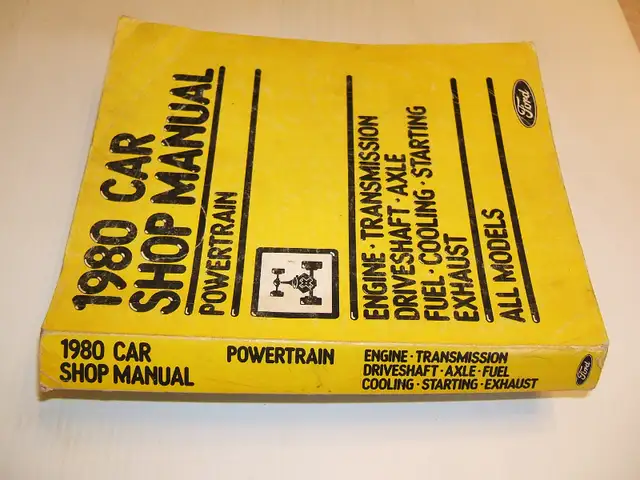 1980 CAR
SHOP MANUAL
POWERTRAIN
ENGINE · TRANSMISSION
DRIVESHAFT · AXLE
FUEL · COOLING · STARTING
EXHAUST
ALL MODELS
Ford
1980 CAR
SHOP MANUAL
POWERTRAIN
ENGINE · TRANSMISSION
DRIVESHAFT · AXLE · FUEL
COOLING · STARTING · EXHAUST
Ford